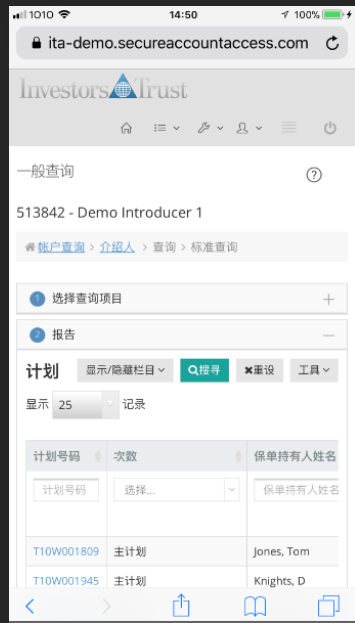 1010 14:50 100%
ita-demo.secureaccountaccess.com
Investors Trust
一般查询
?
513842 - Demo Introducer 1
帐户查询 > 介紹人 > 查询 > 标准查询
1 选择查询项目
2 报告
计划 显示/隐藏栏目 搜寻 重设 工具
显示 25 记录
计划号码 次数 保单持有人姓名
计划号码 选择... 保单持有人姓名
T10W001809 主计划 Jones, Tom
T10W001945 主计划 Knights, D